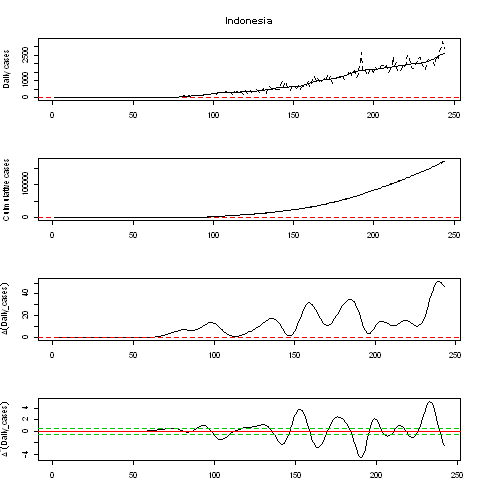 Indonesia
Daily cases
0 1000 2500
0 50 100 150 200 250
Cumulative cases
0 100000
0 50 100 150 200 250
Δ(Daily_cases)
0 20 40
0 50 100 150 200 250
Δ²(Daily_cases)
-4 0 2 4
0 50 100 150 200 250